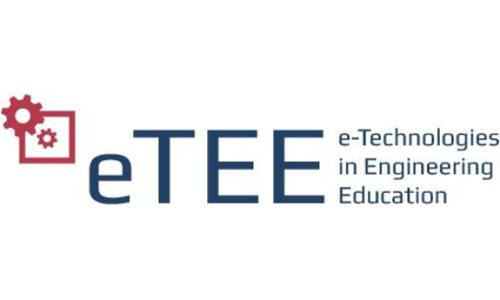 eTEE
e-Technologies
in Engineering
Education